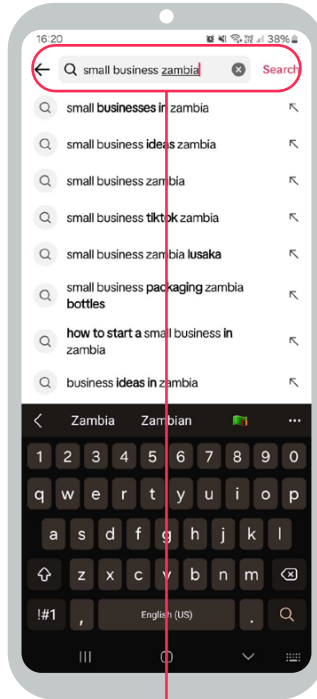 16:20 38%
small business zambia Search
small businesses in zambia
small business ideas zambia
small business zambia
small business tiktok zambia
small business zambia lusaka
small business packaging zambia
bottles
how to start a small business in
zambia
business ideas in zambia
Zambia Zambian
1 2 3 4 5 6 7 8 9 0
q w e r t y u i o p
a s d f g h j k l
z x c v b n m
!#1 , English (US) .